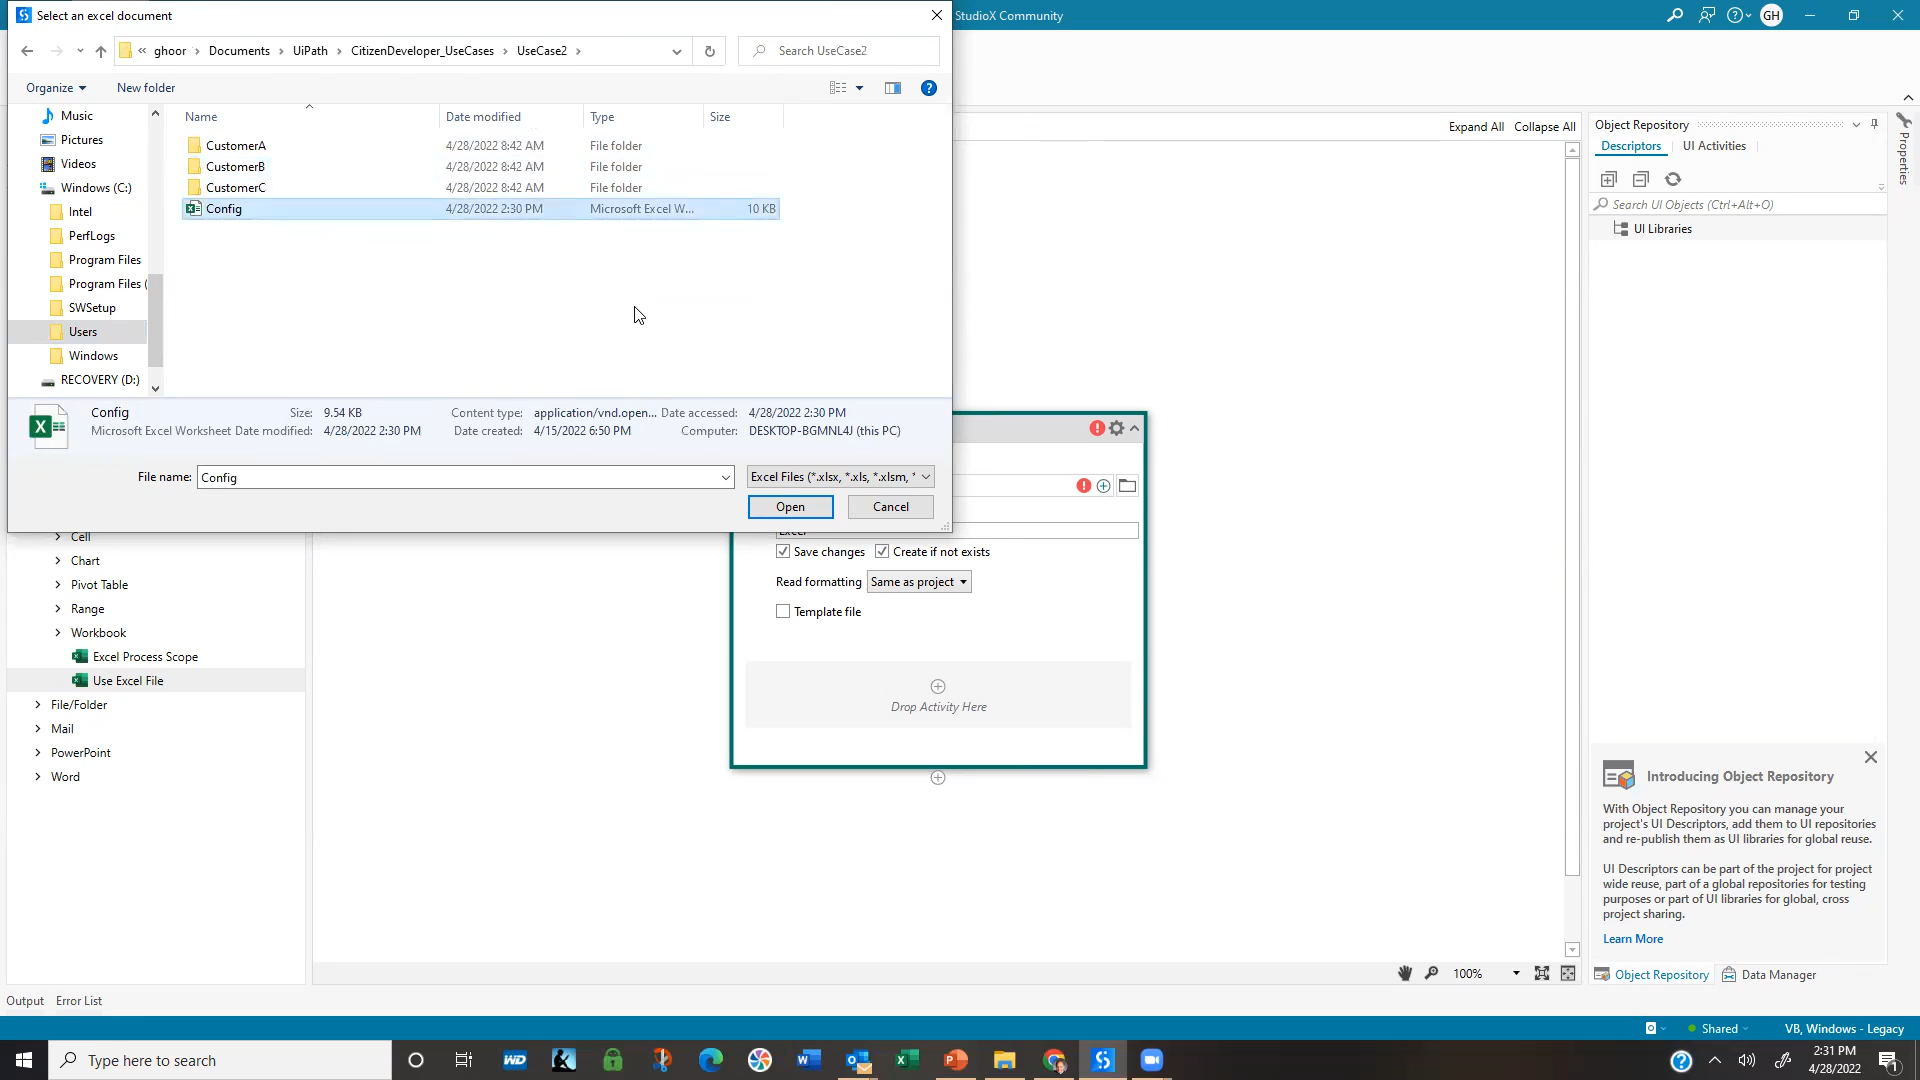 Select an excel document
StudioX Community
GH
« ghoor > Documents > UiPath > CitizenDeveloper_UseCases > UseCase2 >
Search UseCase2
Organize
New folder
Music
Pictures
Videos
Windows (C:)
Intel
PerfLogs
Program Files
Program Files (
SWSetup
Users
Windows
RECOVERY (D:)
Name Date modified Type Size
CustomerA 4/28/2022 8:42 AM File folder
CustomerB 4/28/2022 8:42 AM File folder
CustomerC 4/28/2022 8:42 AM File folder
Config 4/28/2022 2:30 PM Microsoft Excel W... 10 KB
Config Size: 9.54 KB Content type: application/vnd.open... Date accessed: 4/28/2022 2:30 PM
Microsoft Excel Worksheet Date modified: 4/28/2022 2:30 PM Date created: 4/15/2022 6:50 PM Computer: DESKTOP-BGMNL4J (this PC)
File name: Config
Excel Files (*.xlsx, *.xls, *.xlsm, *
Open Cancel
Expand All Collapse All
Object Repository
Properties
Descriptors UI Activities
Search UI Objects (Ctrl+Alt+O)
UI Libraries
Excel
Save changes Create if not exists
Read formatting Same as project
Template file
Drop Activity Here
Cell
Chart
Pivot Table
Range
Workbook
Excel Process Scope
Use Excel File
File/Folder
Mail
PowerPoint
Word
Introducing Object Repository
With Object Repository you can manage your
project's UI Descriptors, add them to UI repositories
and re-publish them as UI libraries for global reuse.
UI Descriptors can be part of the project for project
wide reuse, part of a global repositories for testing
purposes or part of UI libraries for global, cross
project sharing.
Learn More
100%
Object Repository Data Manager
Output Error List
Shared
VB, Windows - Legacy
Type here to search
2:31 PM
4/28/2022
1